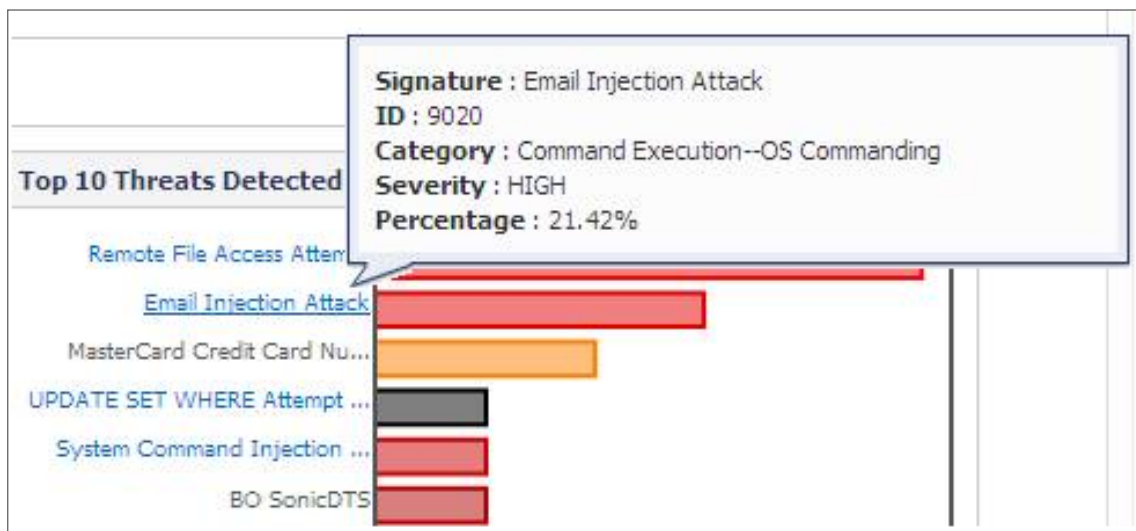 Signature : Email Injection Attack
ID : 9020
Category : Command Execution--OS Commanding
Severity : HIGH
Percentage : 21.42%
Top 10 Threats Detected
Remote File Access Attem
Email Injection Attack
MasterCard Credit Card Nu...
UPDATE SET WHERE Attempt ...
System Command Injection ...
BO SonicDTS